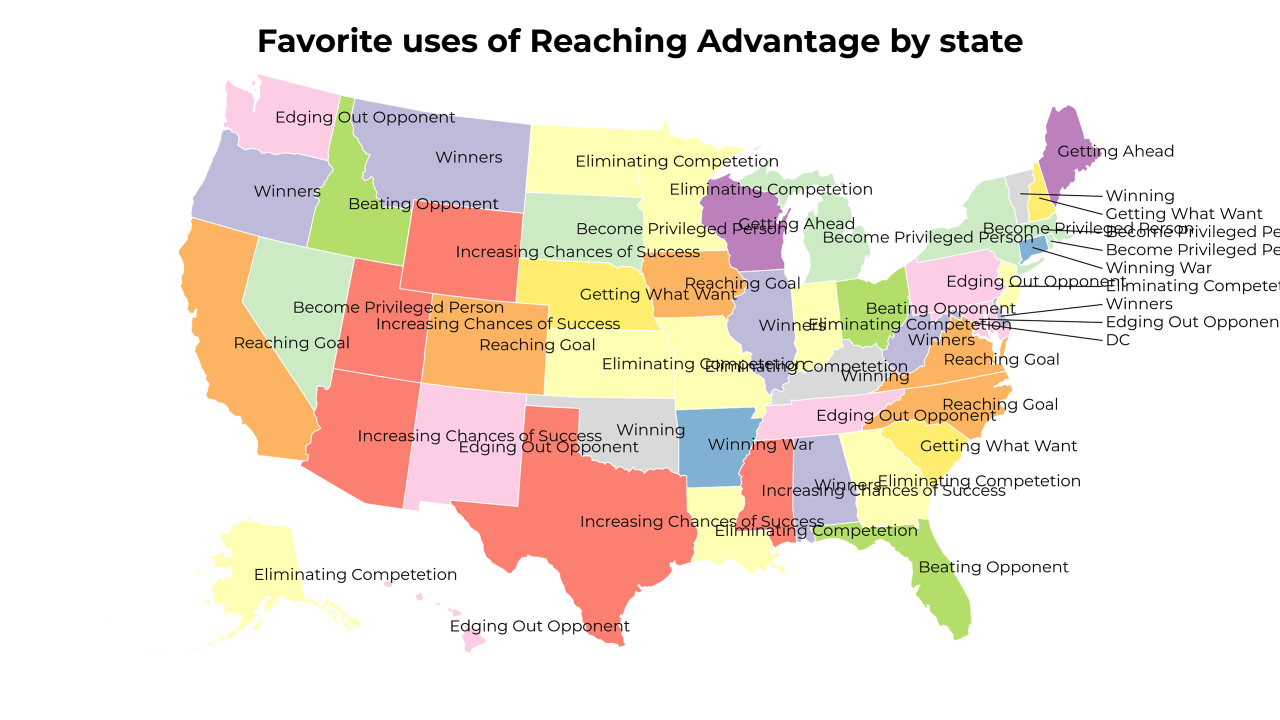 Favorite uses of Reaching Advantage by state
Edging Out Opponent
Getting Ahead
Winners
Eliminating Competetion
Winners
Eliminating Competetion
Winning
Beating Opponent
Getting What Want
Getting Ahead
Become Privileged Person
Become Privileged Person
Become Privileged Pe
Become Privileged Person
Become Privileged Pe
Increasing Chances of Success
Winning War
Edging Out Opponent
Reaching Goal
Eliminating Competet
Getting What Want
Winners
Become Privileged Person
Beating Opponent
Increasing Chances of Success
Winners
Eliminating Competetion
Edging Out Opponen
Winners
DC
Reaching Goal
Reaching Goal
Reaching Goal
Eliminating Competetion
Eliminating Competetion
Winning
Reaching Goal
Edging Out Opponent
Winning
Increasing Chances of Success
Edging Out Opponent
Winning War
Getting What Want
Eliminating Competetion
Winners
Increasing Chances of Success
Increasing Chances of Success
Eliminating Competetion
Beating Opponent
Eliminating Competetion
Edging Out Opponent